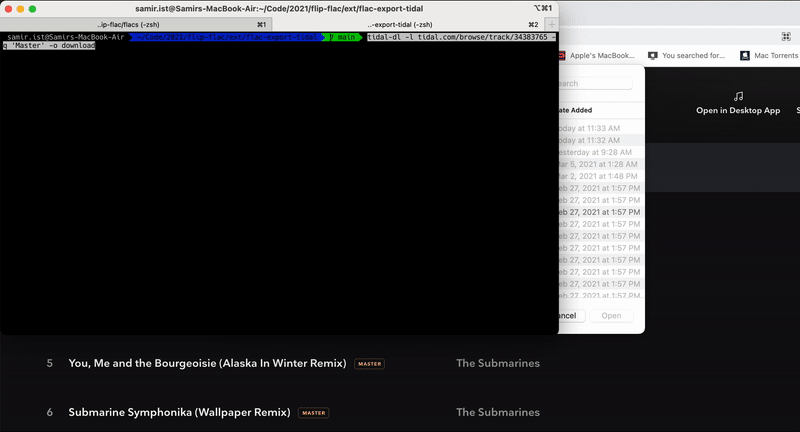 samir.ist@Samirs-MacBook-Air:~/Code/2021/flip-flac/ext/flac-export-tidal
⌥⌘1
..ip-flac/flacs (-zsh)
⌘1
..-export-tidal (-zsh)
⌘2
+
samir.ist@Samirs-MacBook-Air ~/Code/2021/flip-flac/ext/flac-export-tidal main tidal-dl -l tidal.com/browse/track/34383765 -
q 'Master' -o download
Apple's MacBook...
You searched for...
Mac Torrents
earch
ate Added
oday at 11:33 AM
oday at 11:32 AM
esterday at 9:28 AM
ar 5, 2021 at 1:28 AM
ar 2, 2021 at 1:48 PM
eb 27, 2021 at 1:57 PM
eb 27, 2021 at 1:57 PM
eb 27, 2021 at 1:57 PM
eb 27, 2021 at 1:57 PM
eb 27, 2021 at 1:57 PM
eb 27, 2021 at 1:57 PM
eb 27, 2021 at 1:57 PM
eb 27, 2021 at 1:57 PM
eb 27, 2021 at 1:57 PM
eb 27, 2021 at 1:57 PM
ancel
Open
Open in Desktop App
S
5 You, Me and the Bourgeoisie (Alaska In Winter Remix) MASTER The Submarines
6 Submarine Symphonika (Wallpaper Remix) MASTER The Submarines